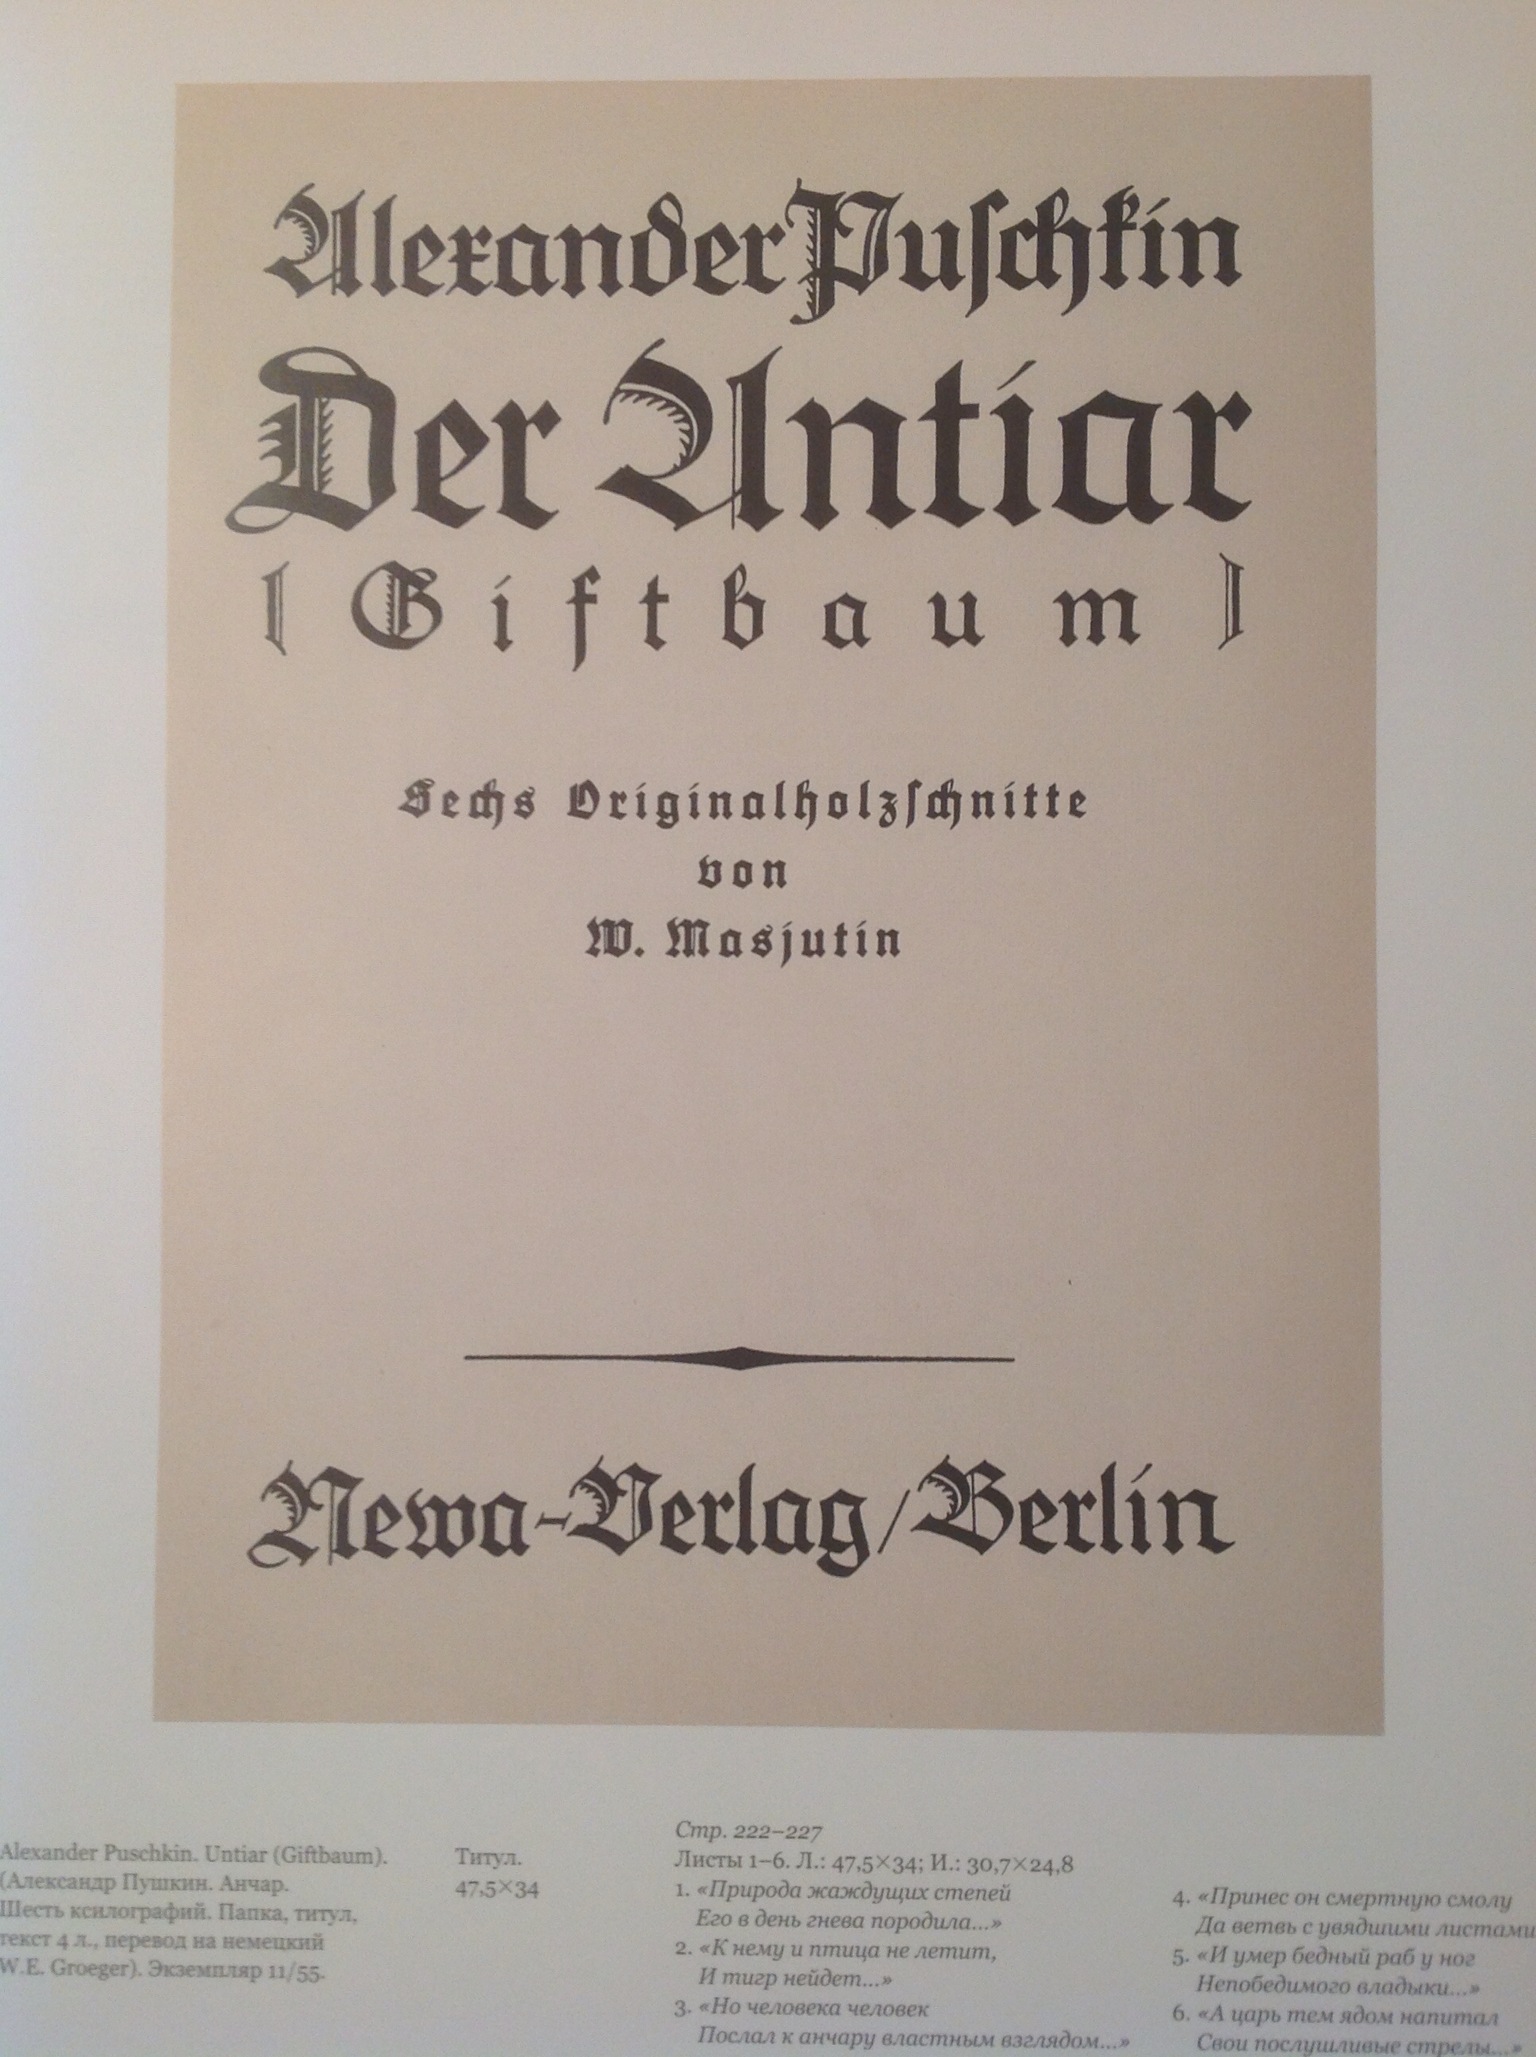 Alexander Puſchkin
Der Antiar
[Giftbaum]
Sechs Originalholzſchnitte
von
W. Masjutin
Newa-Verlag/Berlin
Alexander Puschkin. Untiar (Giftbaum).
(Александр Пушкин. Анчар.
Шесть ксилографий. Папка, титул,
текст 4 л., перевод на немецкий
W.E. Groeger). Экземпляр 11/55.
Титул.
47,5×34
Стр. 222–227
Листы 1–6. Л.: 47,5×34; И.: 30,7×24,8
1. «Природа жаждущих степей
Его в день гнева породила...»
2. «К нему и птица не летит,
И тигр нейдет...»
3. «Но человека человек
Послал к анчару властным взглядом...»
4. «Принес он смертную смолу
Да ветвь с увядшими листами
5. «И умер бедный раб у ног
Непобедимого владыки...»
6. «А царь тем ядом напитал
Свои послушливые стрелы...»